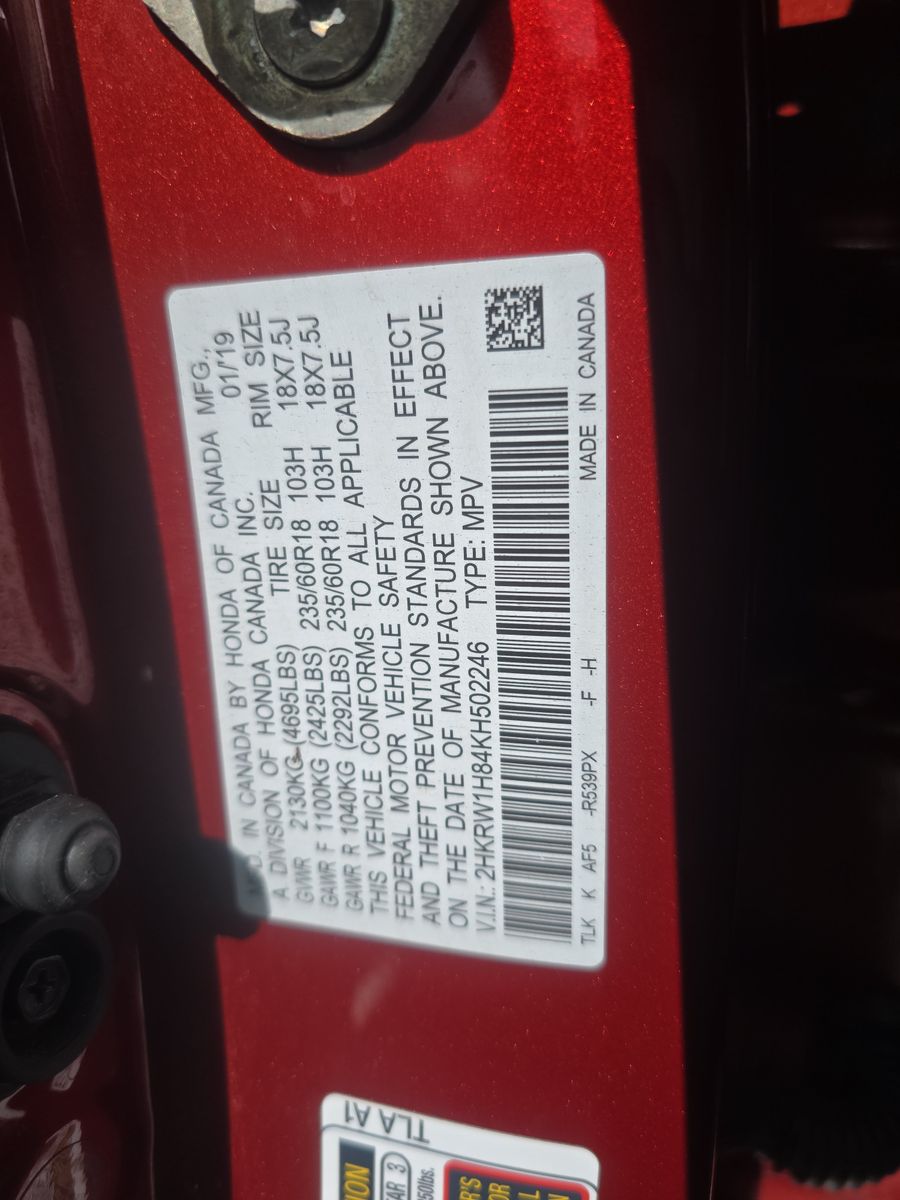 D. IN CANADA BY HONDA OF CANADA MFG.,
A DIVISION OF HONDA CANADA INC. 01/'19
TIRE SIZE RIM SIZE
GVWR 2130KG (4695LBS)
GAWR F 1100KG (2425LBS) 235/60R18 103H 18X7.5J
GAWR R 1040KG (2292LBS) 235/60R18 103H 18X7.5J
THIS VEHICLE CONFORMS TO ALL APPLICABLE
FEDERAL MOTOR VEHICLE SAFETY
AND THEFT PREVENTION STANDARDS IN EFFECT
ON THE DATE OF MANUFACTURE SHOWN ABOVE.
V.I.N.: 2HKRW1H84KH502246 TYPE: MPV
TLK K AF5 -R539PX -F -H MADE IN CANADA
TLA A1